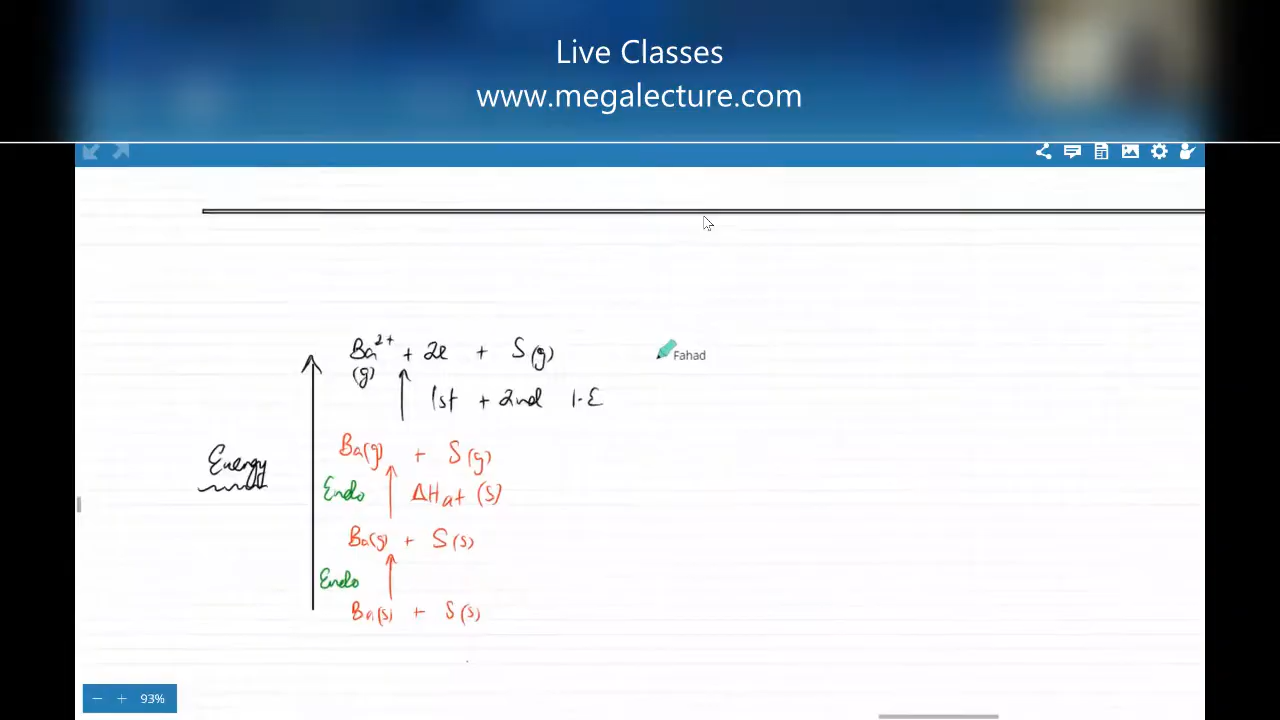 Live Classes
www.megalecture.com
Ba²⁺ + 2e + S(g)
(g)
1st + 2nd I.E
Fahad
Ba(g) + S(g)
Energy
Endo ΔHat (S)
Ba(g) + S(s)
Endo
Ba(s) + S(s)
93%